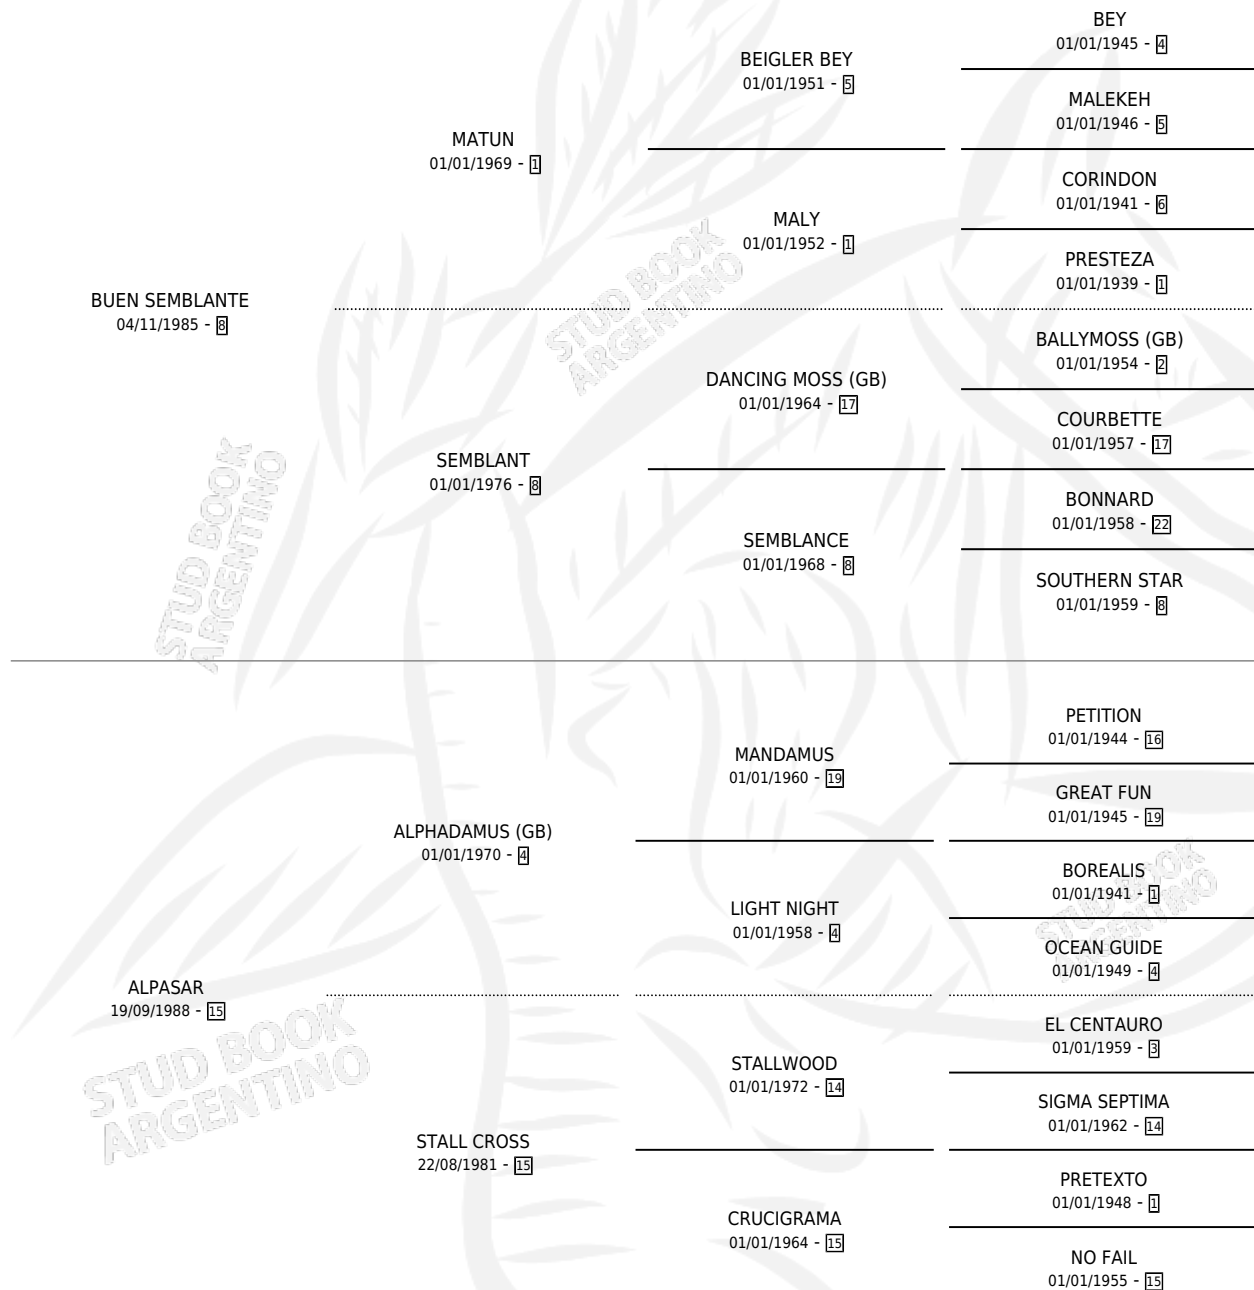 BUEN SEMBLANTE
04/11/1985 - 8
MATUN
01/01/1969 - 1
SEMBLANT
01/01/1976 - 8
BEIGLER BEY
01/01/1951 - 5
MALY
01/01/1952 - 1
DANCING MOSS (GB)
01/01/1964 - 17
SEMBLANCE
01/01/1968 - 8
BEY
01/01/1945 - 4
MALEKEH
01/01/1946 - 5
CORINDON
01/01/1941 - 6
PRESTEZA
01/01/1939 - 1
BALLYMOSS (GB)
01/01/1954 - 2
COURBETTE
01/01/1957 - 17
BONNARD
01/01/1958 - 22
SOUTHERN STAR
01/01/1959 - 8
ALPASAR
19/09/1988 - 15
ALPHADAMUS (GB)
01/01/1970 - 4
STALL CROSS
22/08/1981 - 15
MANDAMUS
01/01/1960 - 19
LIGHT NIGHT
01/01/1958 - 4
STALLWOOD
01/01/1972 - 14
CRUCIGRAMA
01/01/1964 - 15
PETITION
01/01/1944 - 16
GREAT FUN
01/01/1945 - 19
BOREALIS
01/01/1941 - 1
OCEAN GUIDE
01/01/1949 - 4
EL CENTAURO
01/01/1959 - 3
SIGMA SEPTIMA
01/01/1962 - 14
PRETEXTO
01/01/1948 - 1
NO FAIL
01/01/1955 - 15
STUD BOOK
ARGENTINO
STUD BOOK
ARGENTINO
STUD BOOK
ARGENTINO
STUD BOOK
ARGENTINO